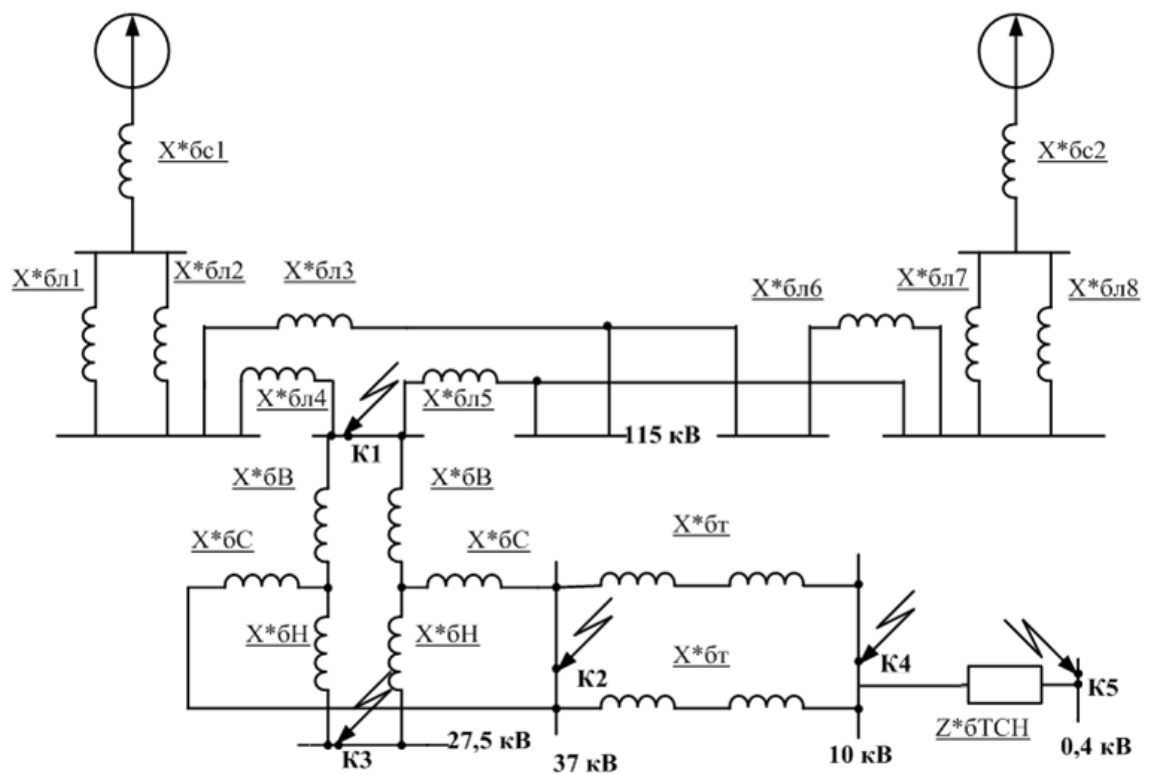 X*бс1
X*бс2
X*бл1
X*бл2
X*бл3
X*бл6
X*бл7
X*бл8
X*бл4
X*бл5
115 кВ
К1
X*бВ
X*бВ
X*бС
X*бС
X*бт
X*бН
X*бН
X*бт
К2
К4
К5
Z*бТСН
К3
27,5 кВ
37 кВ
10 кВ
0,4 кВ